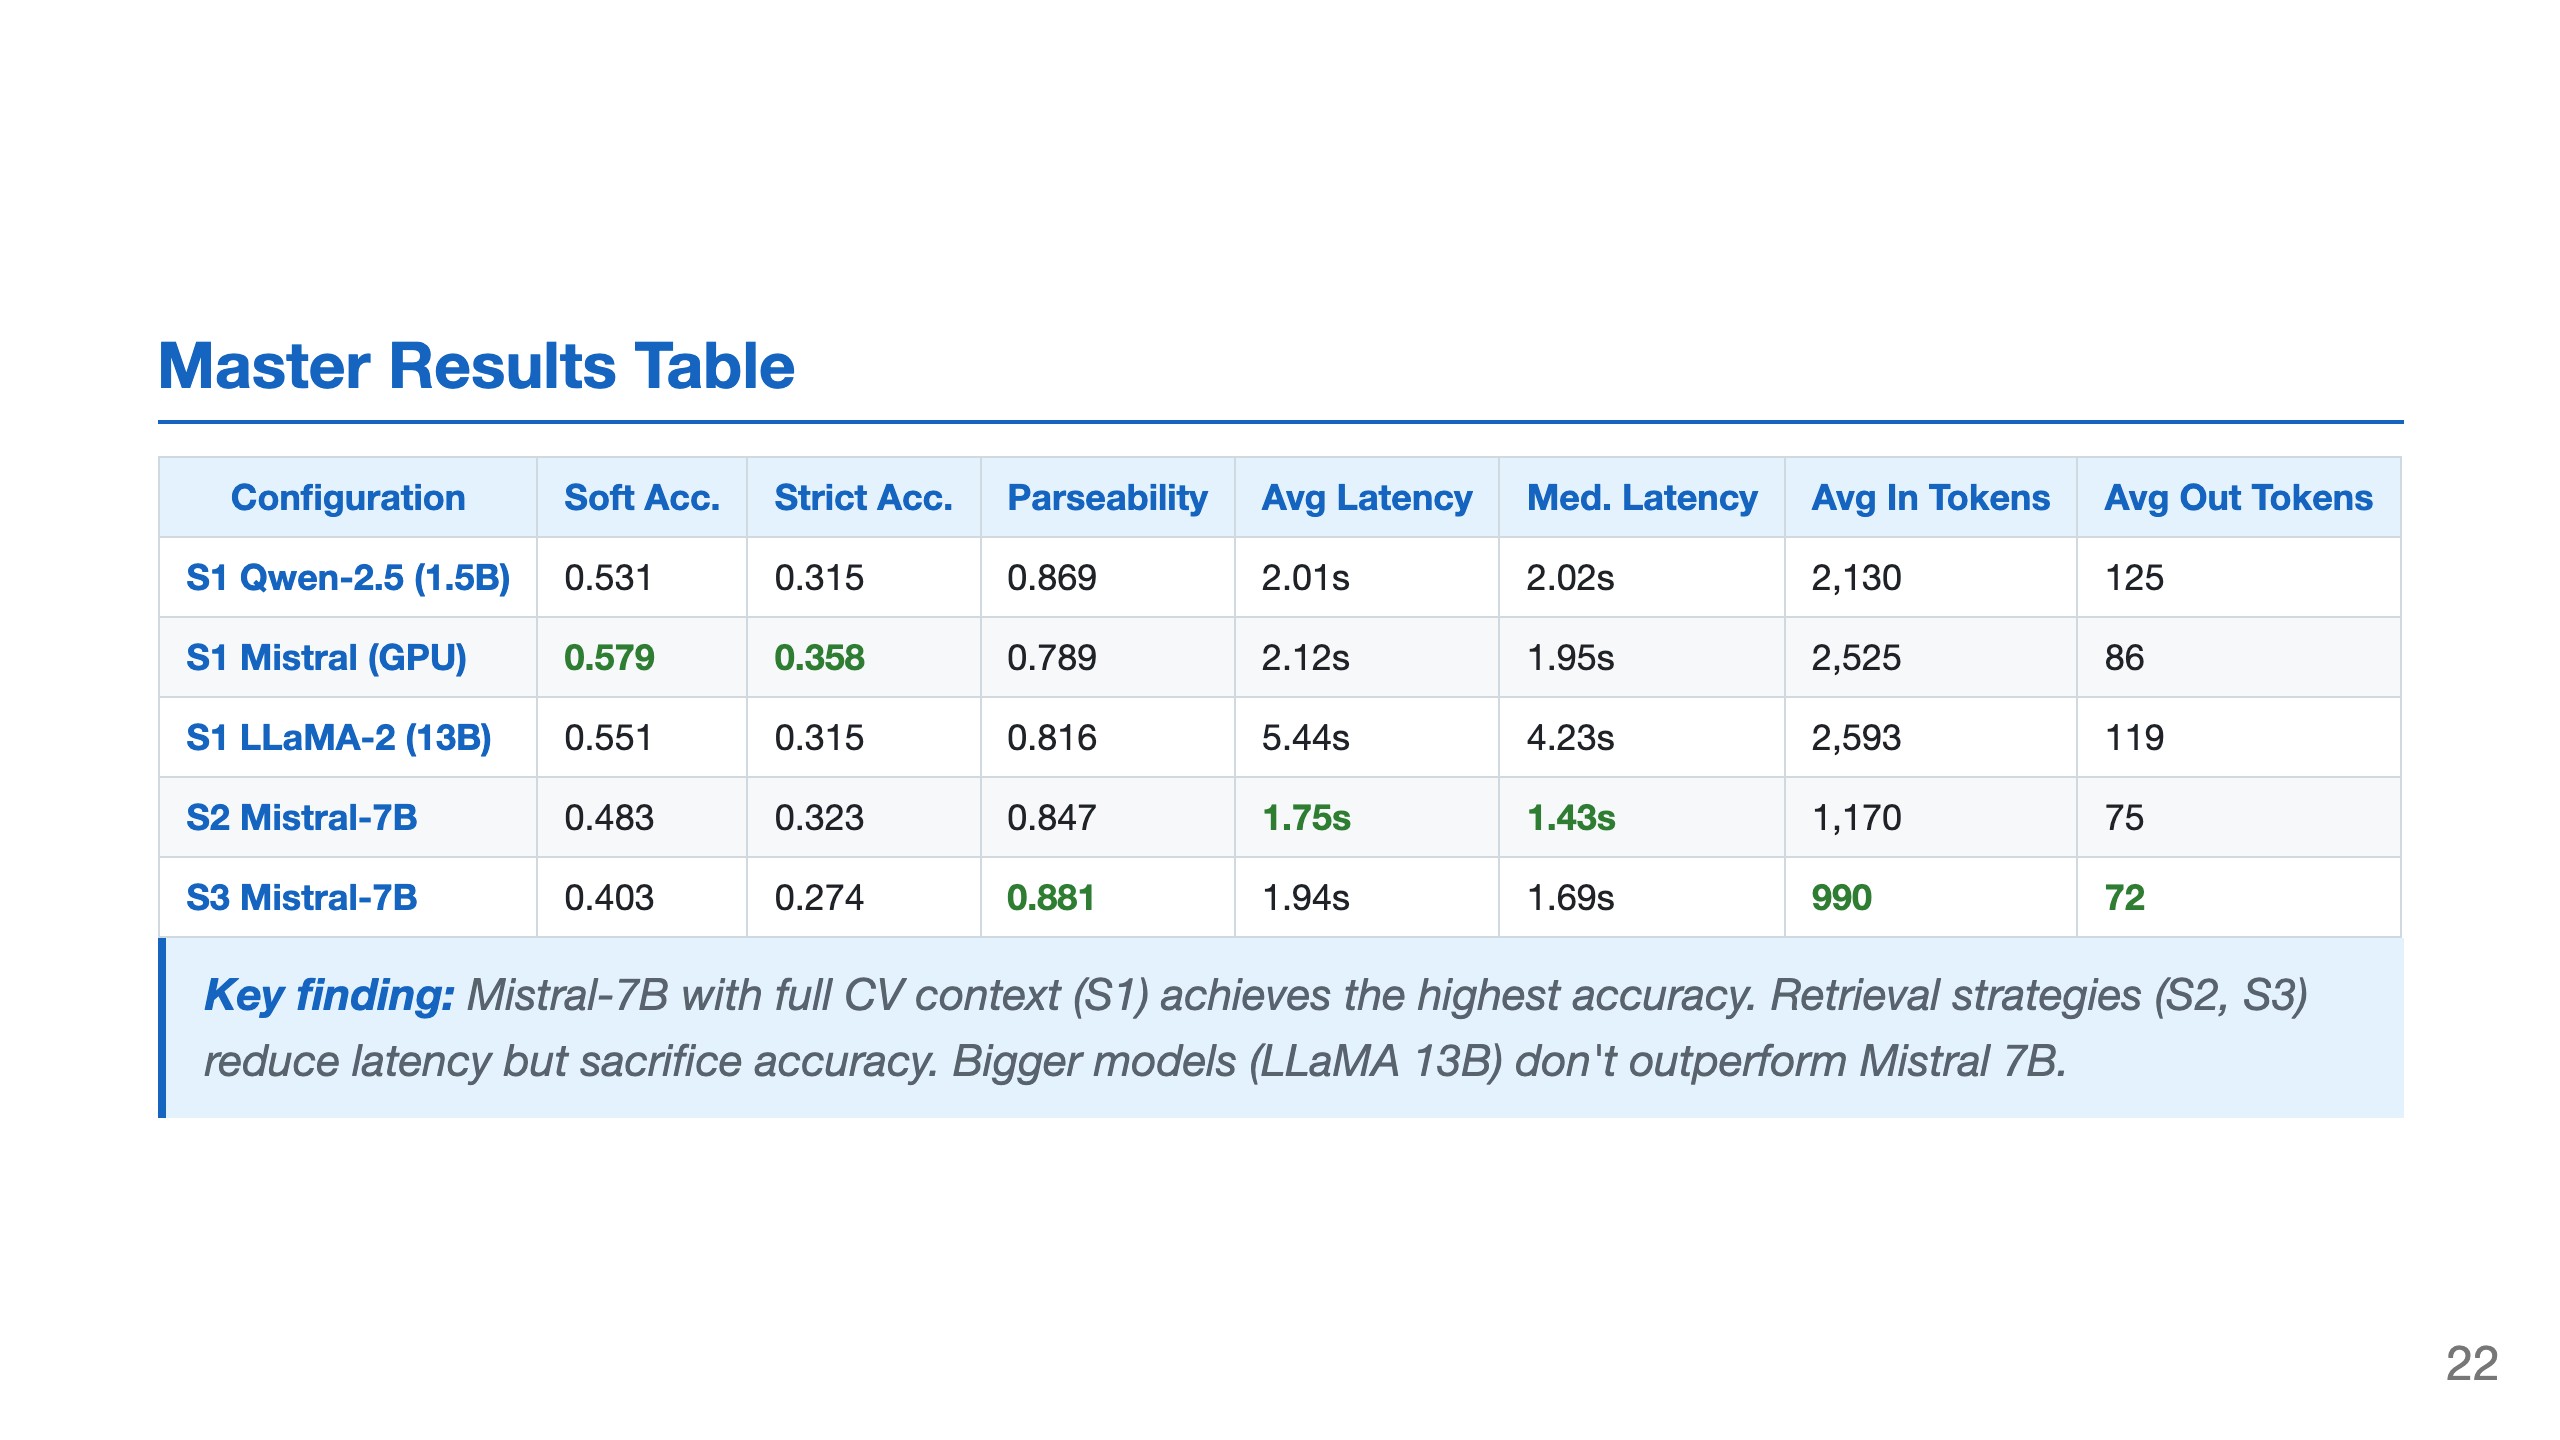 Master Results Table
Configuration Soft Acc. Strict Acc. Parseability Avg Latency Med. Latency Avg In Tokens Avg Out Tokens
S1 Qwen-2.5 (1.5B) 0.531 0.315 0.869 2.01s 2.02s 2,130 125
S1 Mistral (GPU) 0.579 0.358 0.789 2.12s 1.95s 2,525 86
S1 LLaMA-2 (13B) 0.551 0.315 0.816 5.44s 4.23s 2,593 119
S2 Mistral-7B 0.483 0.323 0.847 1.75s 1.43s 1,170 75
S3 Mistral-7B 0.403 0.274 0.881 1.94s 1.69s 990 72
Key finding: Mistral-7B with full CV context (S1) achieves the highest accuracy. Retrieval strategies (S2, S3)
reduce latency but sacrifice accuracy. Bigger models (LLaMA 13B) don't outperform Mistral 7B.
22